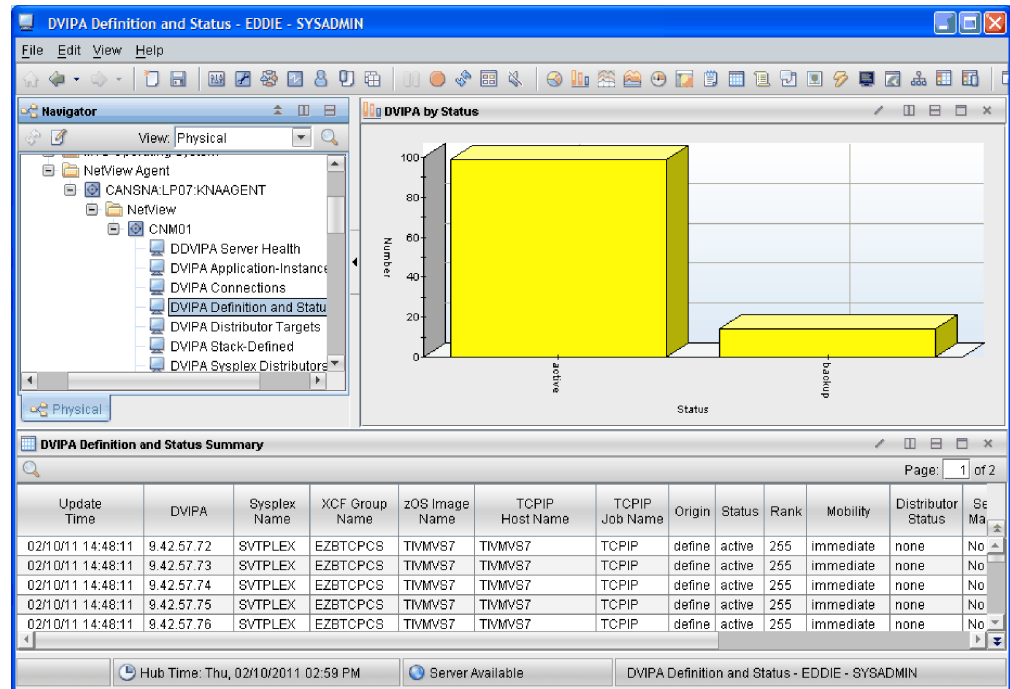 DVIPA Definition and Status - EDDIE - SYSADMIN
File Edit View Help
Navigator
View: Physical
NetView Agent
CANSNA:LP07:KNAAGENT
NetView
CNM01
DDVIPA Server Health
DVIPA Application-Instance
DVIPA Connections
DVIPA Definition and Statu
DVIPA Distributor Targets
DVIPA Stack-Defined
DVIPA Sysplex Distributors
Physical
DVIPA by Status
100
80
60
40
20
0
Number
active
backup
Status
DVIPA Definition and Status Summary
Page: 1 of 2
Update Time DVIPA Sysplex Name XCF Group Name zOS Image Name TCPIP Host Name TCPIP Job Name Origin Status Rank Mobility Distributor Status Se Ma
02/10/11 14:48:11 9.42.57.72 SVTPLEX EZBTCPCS TIVMVS7 TIVMVS7 TCPIP define active 255 immediate none No
02/10/11 14:48:11 9.42.57.73 SVTPLEX EZBTCPCS TIVMVS7 TIVMVS7 TCPIP define active 255 immediate none No
02/10/11 14:48:11 9.42.57.74 SVTPLEX EZBTCPCS TIVMVS7 TIVMVS7 TCPIP define active 255 immediate none No
02/10/11 14:48:11 9.42.57.75 SVTPLEX EZBTCPCS TIVMVS7 TIVMVS7 TCPIP define active 255 immediate none No
02/10/11 14:48:11 9.42.57.76 SVTPLEX EZBTCPCS TIVMVS7 TIVMVS7 TCPIP define active 255 immediate none No
Hub Time: Thu, 02/10/2011 02:59 PM
Server Available
DVIPA Definition and Status - EDDIE - SYSADMIN